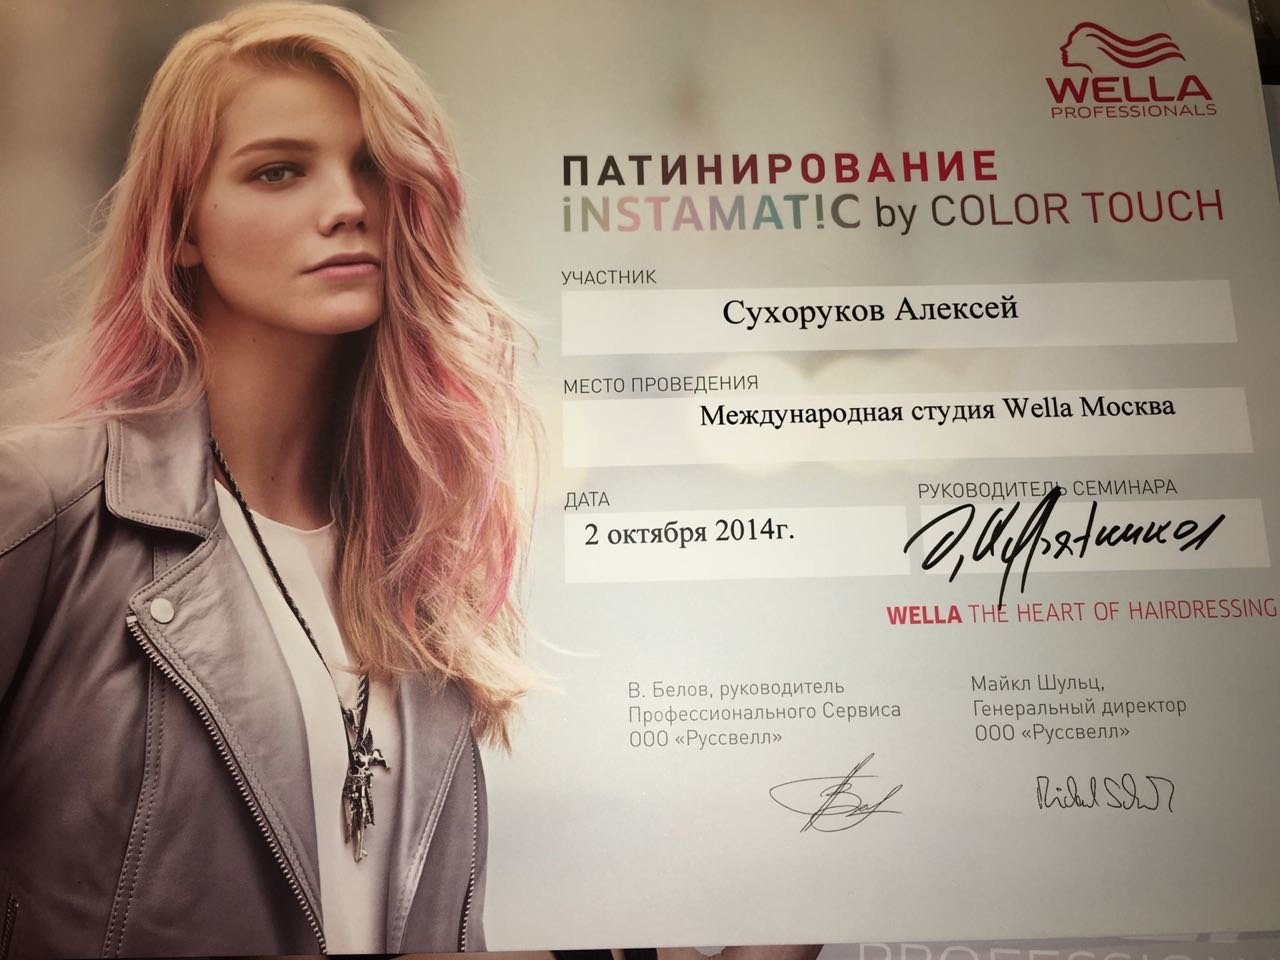 WELLA
PROFESSIONALS
ПАТИНИРОВАНИЕ
iNSTAMAT!C by COLOR TOUCH
УЧАСТНИК
Сухоруков Алексей
МЕСТО ПРОВЕДЕНИЯ
Международная студия Wella Москва
ДАТА
РУКОВОДИТЕЛЬ СЕМИНАРА
2 октября 2014г.
WELLA THE HEART OF HAIRDRESSING
В. Белов, руководитель
Профессионального Сервиса
ООО «Руссвелл»
Майкл Шульц,
Генеральный директор
ООО «Руссвелл»